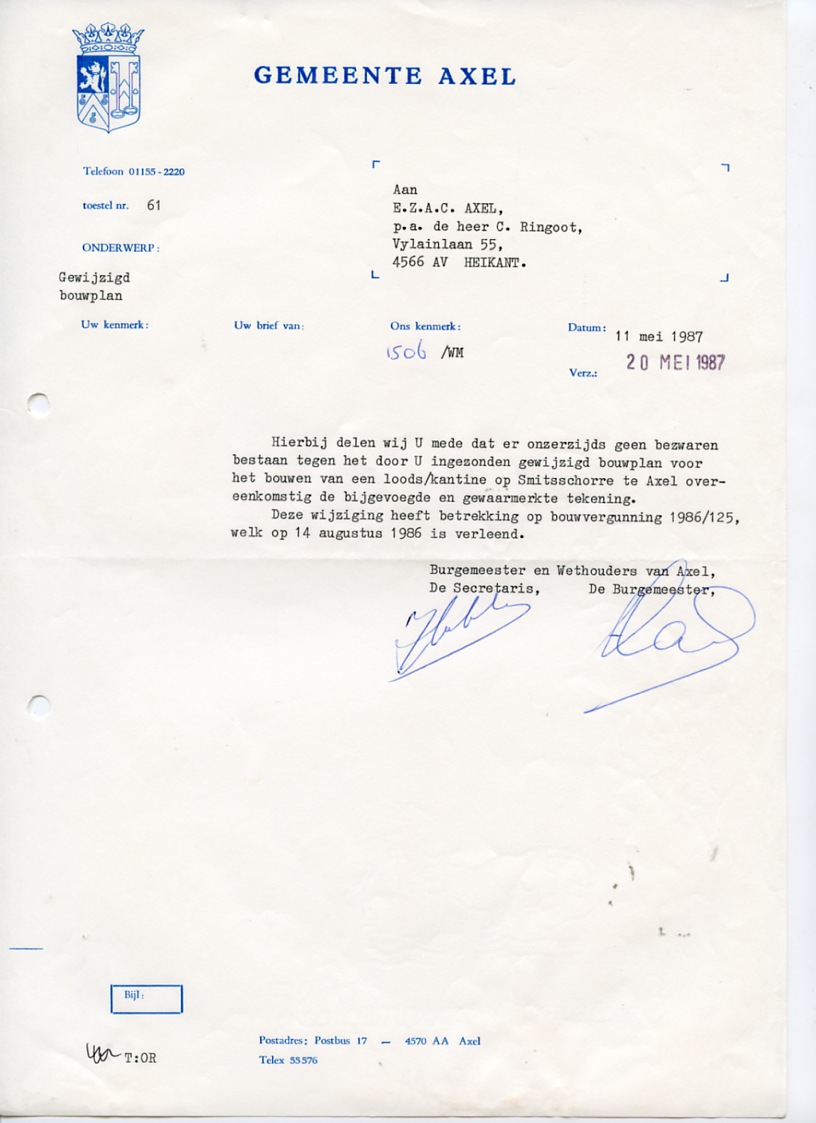 GEMEENTE AXEL
Telefoon 01155-2220
toestel nr. 61
ONDERWERP:
Gewijzigd
bouwplan
Aan
E.Z.A.C. AXEL,
p.a. de heer C. Ringoot,
Vylainlaan 55,
4566 AV HEIKANT.
Uw kenmerk:
Uw brief van:
Ons kenmerk:
1506 /WM
Datum: 11 mei 1987
Verz.: 20 MEI 1987
Hierbij delen wij U mede dat er onzerzijds geen bezwaren
bestaan tegen het door U ingezonden gewijzigd bouwplan voor
het bouwen van een loods/kantine op Smitsschorre te Axel over-
eenkomstig de bijgevoegde en gewaarmerkte tekening.
Deze wijziging heeft betrekking op bouwvergunning 1986/125,
welk op 14 augustus 1986 is verleend.
Burgemeester en Wethouders van Axel,
De Secretaris, De Burgemeester,
Bijl:
T:OR
Postadres: Postbus 17 — 4570 AA Axel
Telex 55576